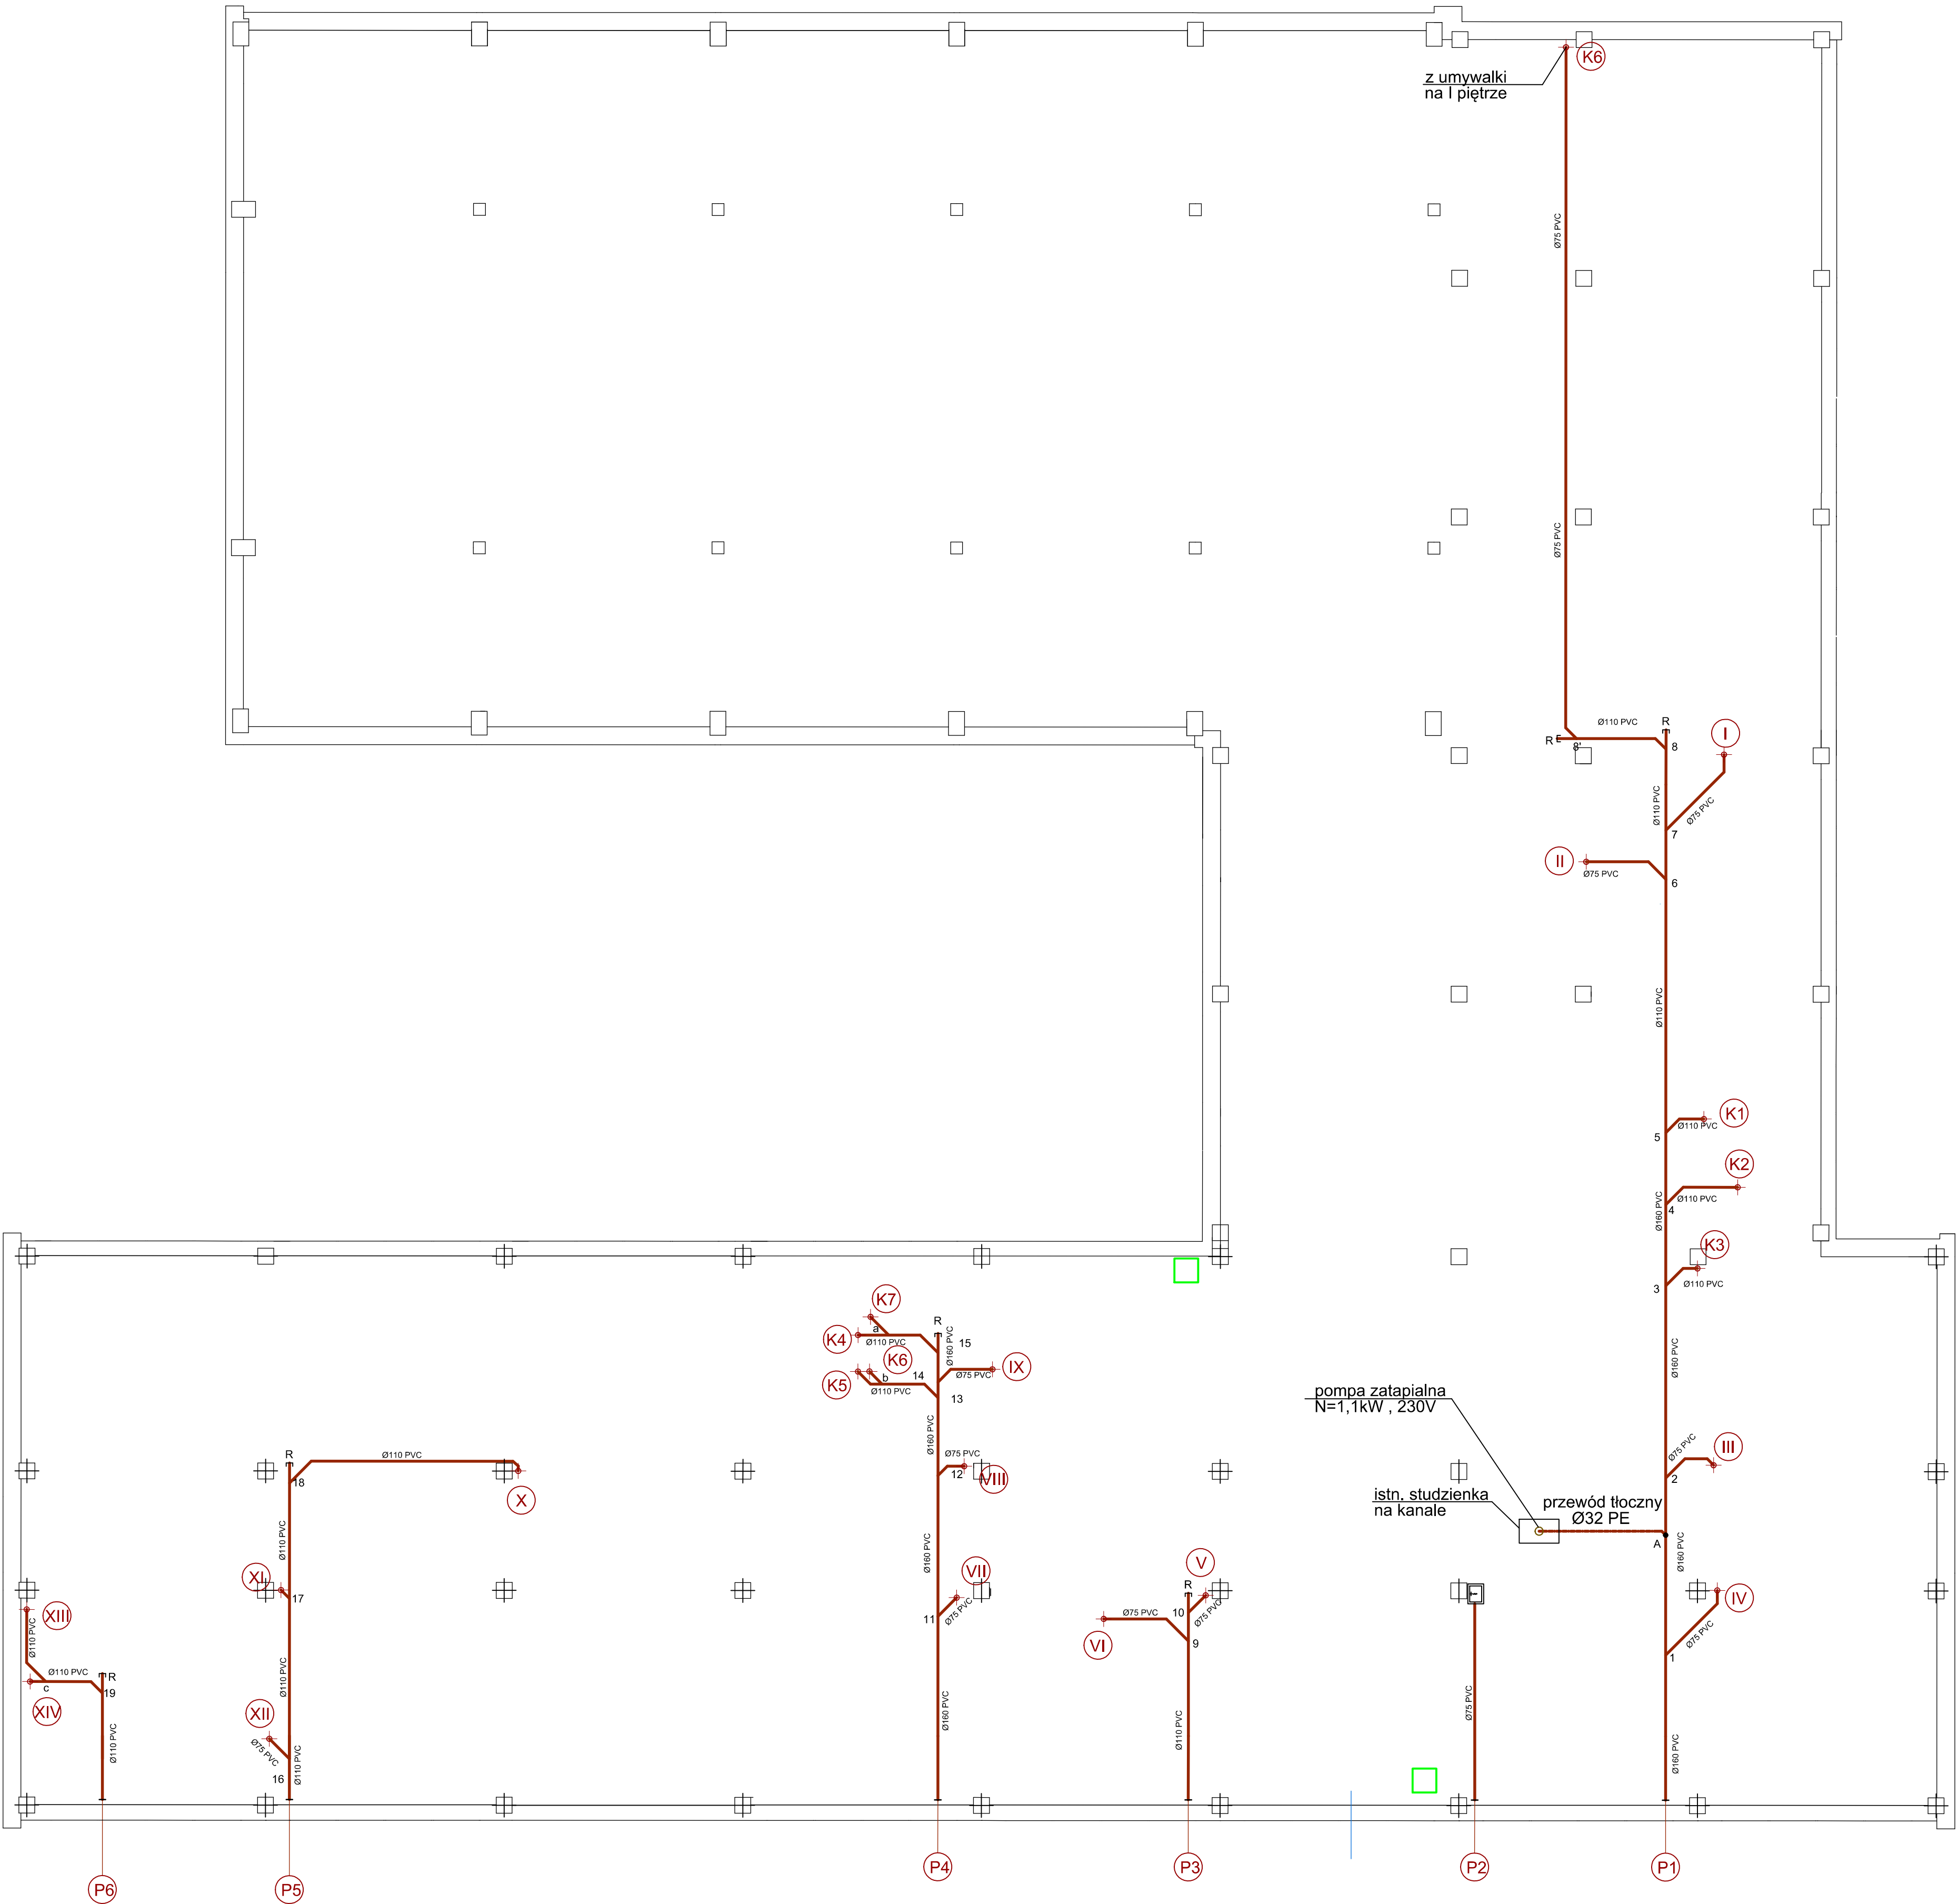 K6
z umywalki
na I piętrze
Ø75 PVC
Ø75 PVC
Ø110 PVC
R
R
8'
8
I
Ø110 PVC
Ø75 PVC
7
II
Ø75 PVC
6
Ø110 PVC
K1
Ø110 PVC
5
K2
Ø160 PVC
Ø110 PVC
4
K3
3
Ø110 PVC
K7
R
a
K4
Ø110 PVC
Ø160 PVC
15
K6
IX
14
Ø75 PVC
b
K5
Ø110 PVC
13
Ø160 PVC
pompa zatapialna
N=1,1kW , 230V
Ø160 PVC
Ø75 PVC
III
2
R
Ø110 PVC
18
X
Ø75 PVC
12
VIII
istn. studzienka
na kanale
przewód tłoczny
Ø32 PE
A
Ø160 PVC
Ø110 PVC
Ø160 PVC
XI
17
VII
11
Ø75 PVC
V
R
10
Ø75 PVC
Ø75 PVC
VI
9
IV
Ø75 PVC
1
XIII
Ø110 PVC
Ø110 PVC
R
c
19
XIV
Ø110 PVC
Ø110 PVC
XII
Ø75 PVC
16
Ø110 PVC
Ø160 PVC
Ø110 PVC
Ø75 PVC
Ø160 PVC
P6
P5
P4
P3
P2
P1